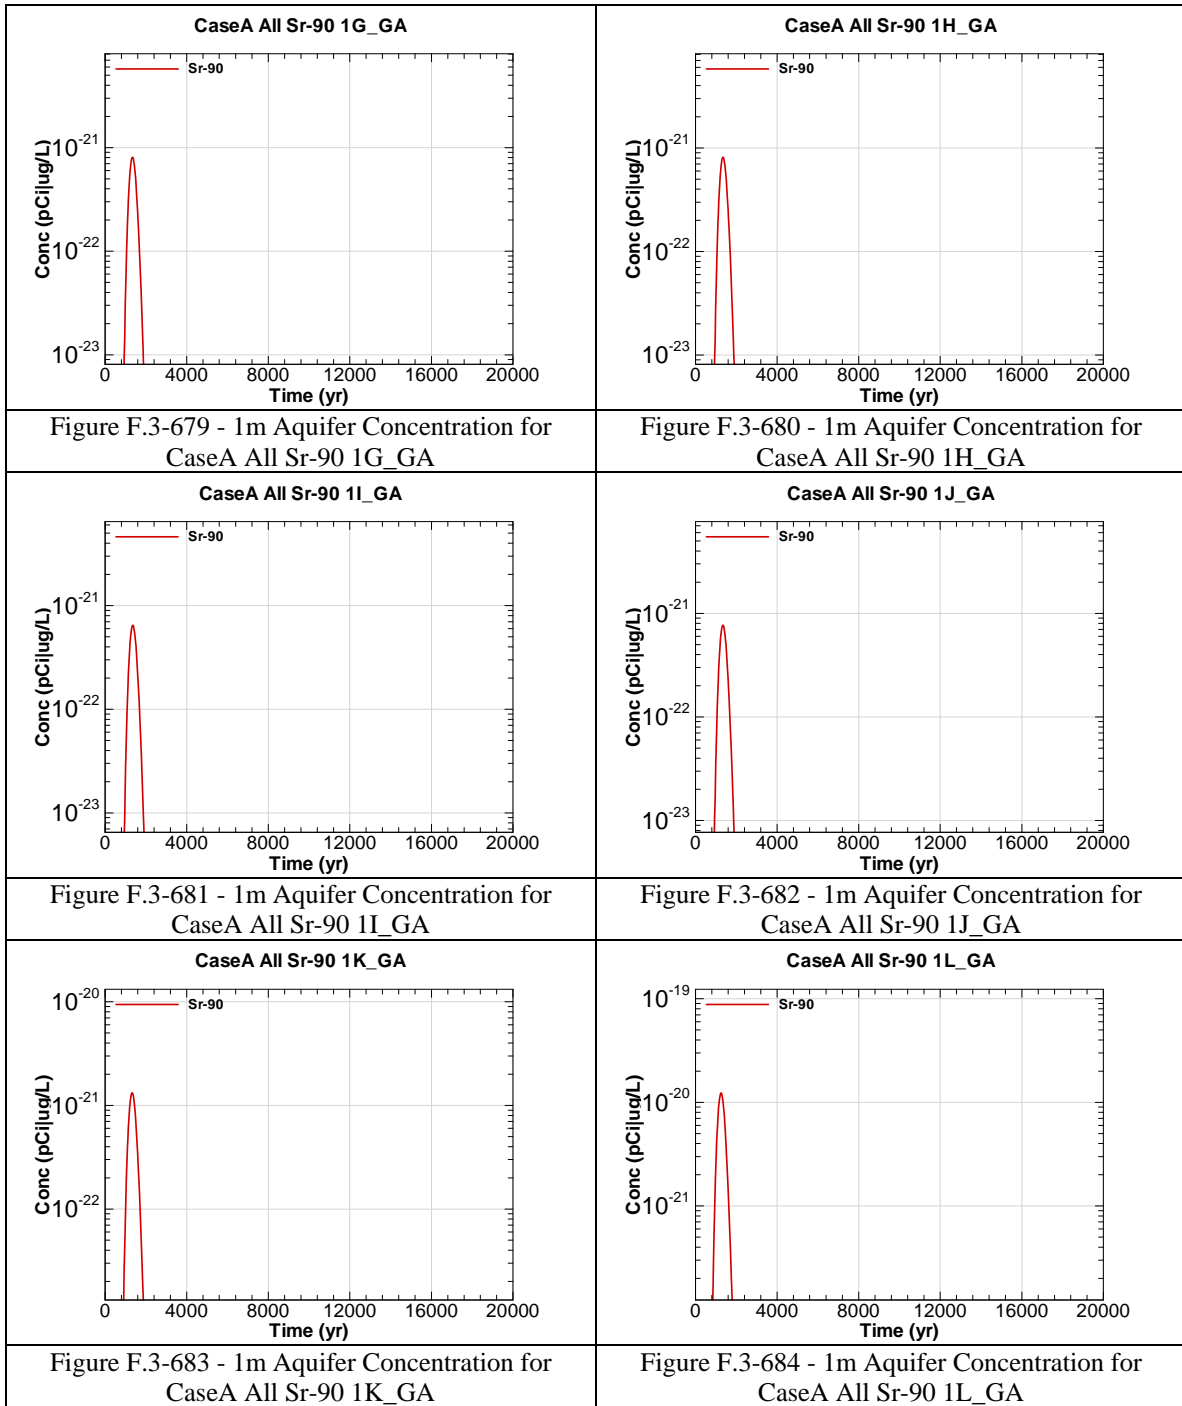 CaseA All Sr-90 1G_GA
Sr-90
Conc (pCi|ug/L)
10-21
10-22
10-23
0 4000 8000 12000 16000 20000
Time (yr)
Figure F.3-679 - 1m Aquifer Concentration for
CaseA All Sr-90 1G_GA
CaseA All Sr-90 1H_GA
Sr-90
Conc (pCi|ug/L)
10-21
10-22
10-23
0 4000 8000 12000 16000 20000
Time (yr)
Figure F.3-680 - 1m Aquifer Concentration for
CaseA All Sr-90 1H_GA
CaseA All Sr-90 1I_GA
Sr-90
Conc (pCi|ug/L)
10-21
10-22
10-23
0 4000 8000 12000 16000 20000
Time (yr)
Figure F.3-681 - 1m Aquifer Concentration for
CaseA All Sr-90 1I_GA
CaseA All Sr-90 1J_GA
Sr-90
Conc (pCi|ug/L)
10-21
10-22
10-23
0 4000 8000 12000 16000 20000
Time (yr)
Figure F.3-682 - 1m Aquifer Concentration for
CaseA All Sr-90 1J_GA
CaseA All Sr-90 1K_GA
Sr-90
Conc (pCi|ug/L)
10-20
10-21
10-22
0 4000 8000 12000 16000 20000
Time (yr)
Figure F.3-683 - 1m Aquifer Concentration for
CaseA All Sr-90 1K_GA
CaseA All Sr-90 1L_GA
Sr-90
Conc (pCi|ug/L)
10-19
10-20
10-21
0 4000 8000 12000 16000 20000
Time (yr)
Figure F.3-684 - 1m Aquifer Concentration for
CaseA All Sr-90 1L_GA